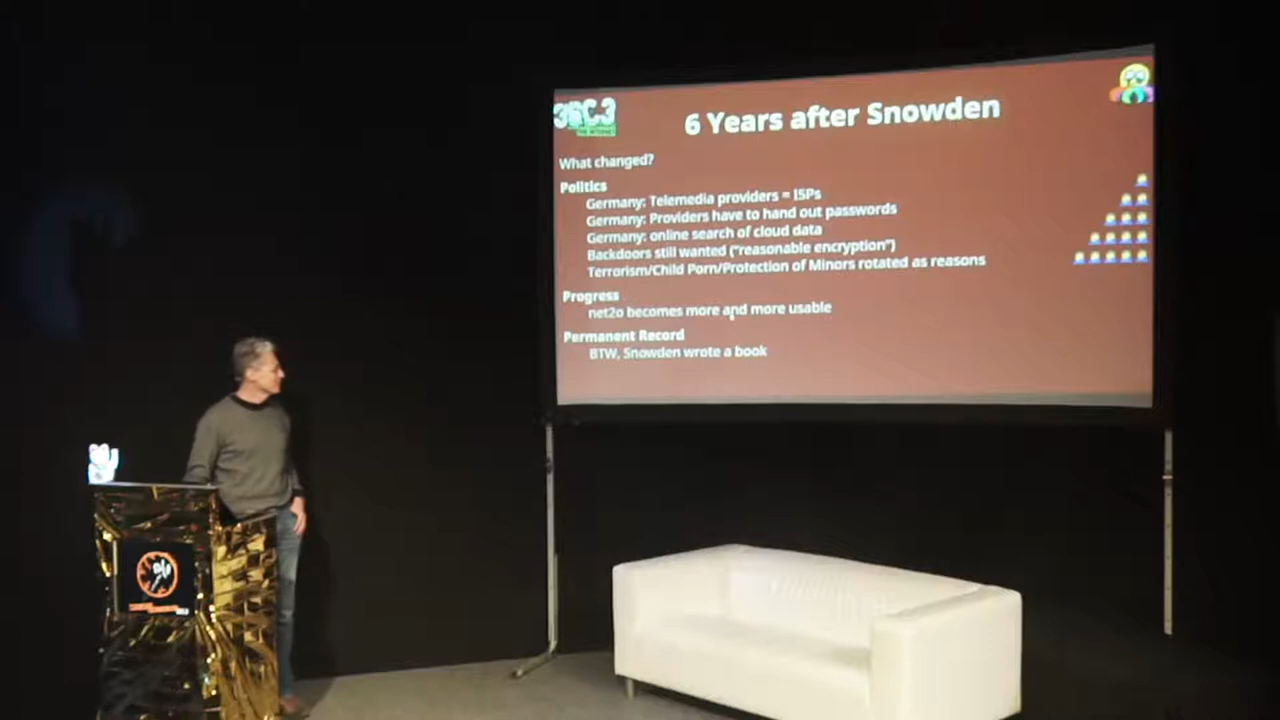 36C3
6 Years after Snowden
What changed?
Politics
Germany: Telemedia providers = ISPs
Germany: Providers have to hand out passwords
Germany: online search of cloud data
Backdoors still wanted ("reasonable encryption")
Terrorism/Child Porn/Protection of Minors rotated as reasons
Progress
net2o becomes more and more usable
Permanent Record
BTW, Snowden wrote a book